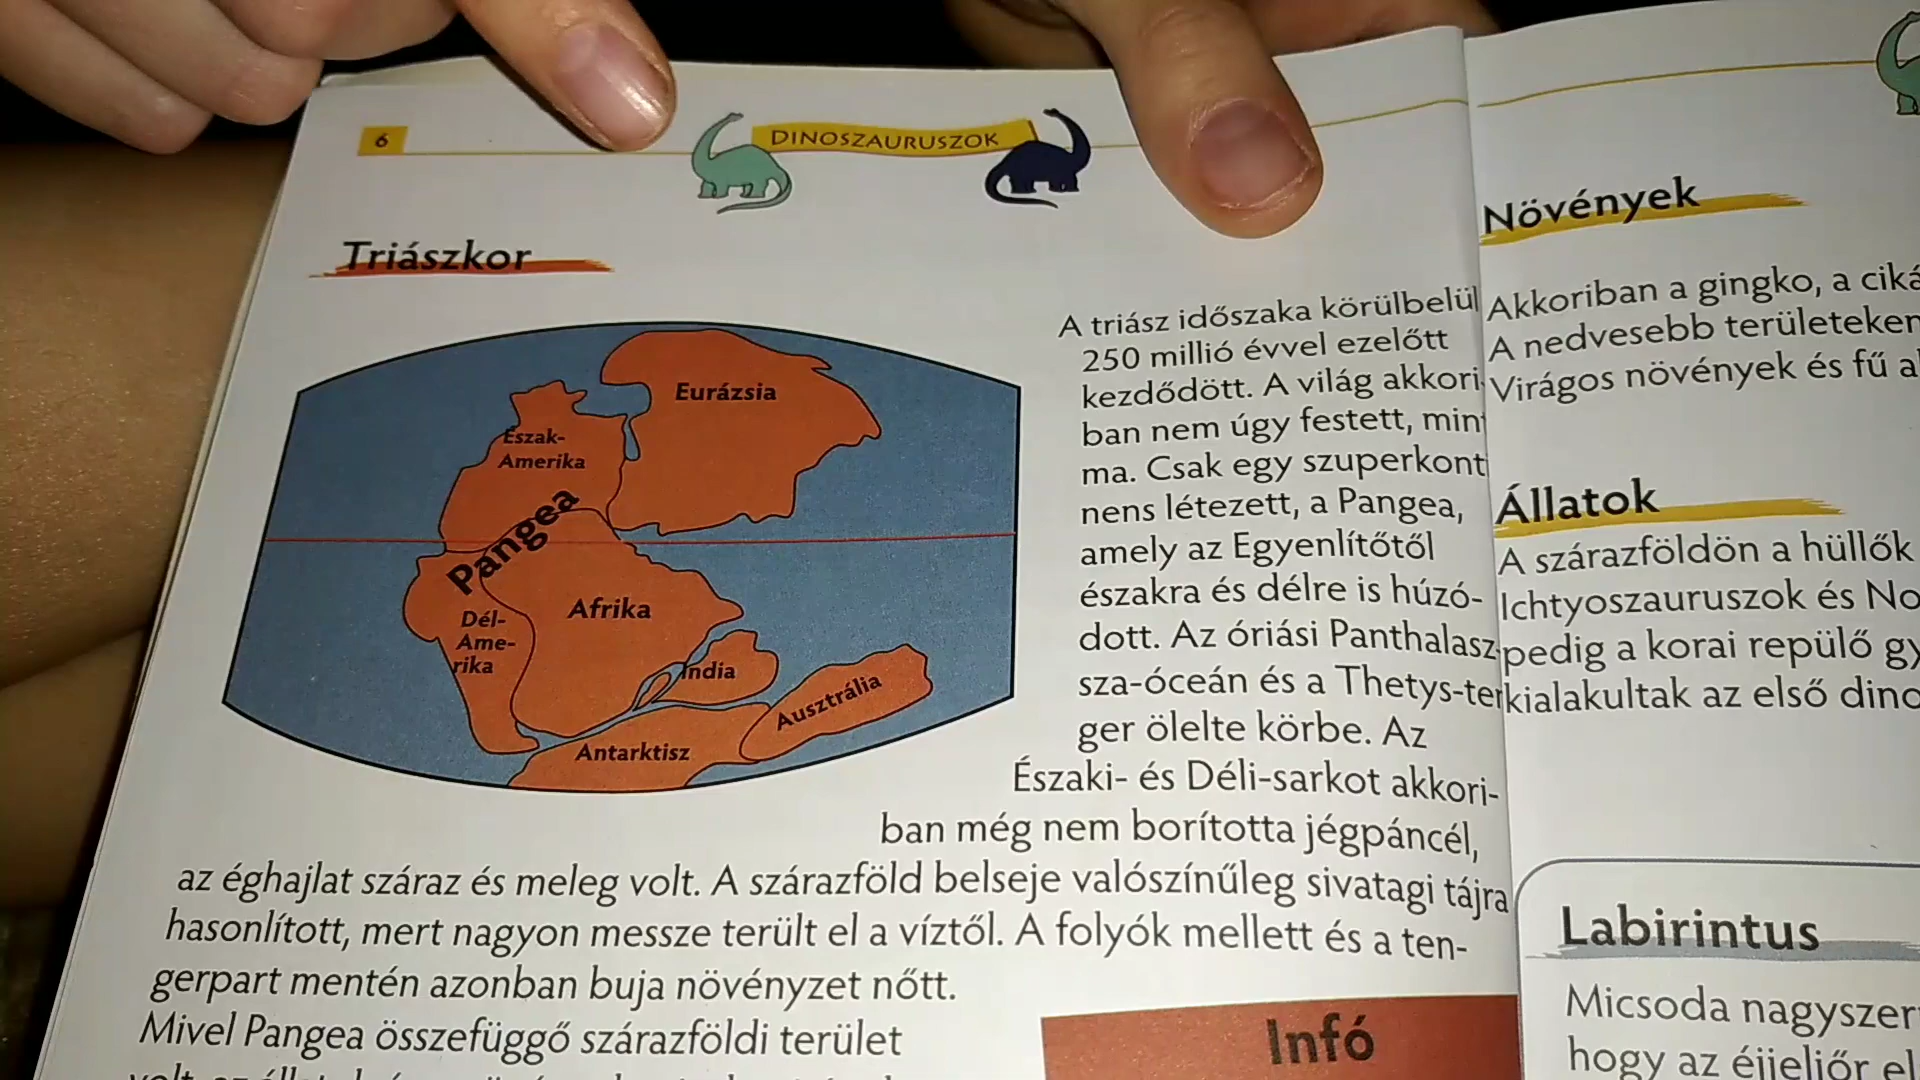 6
DINOSZAURUSZOK
Triászkor
Eurázsia
Észak-
Amerika
Pangea
Afrika
Dél-
Ame-
rika
India
Ausztrália
Antarktisz
A triász időszaka körülbelül
250 millió évvel ezelőtt
kezdődött. A világ akkori-
ban nem úgy festett, mint
ma. Csak egy szuperkont
nens létezett, a Pangea,
amely az Egyenlítőtől
északra és délre is húzó-
dott. Az óriási Panthalasz-
sza-óceán és a Thetys-ten
ger ölelte körbe. Az
Északi- és Déli-sarkot akkori-
ban még nem borította jégpáncél,
az éghajlat száraz és meleg volt. A szárazföld belseje valószínűleg sivatagi tájra
hasonlított, mert nagyon messze terült el a víztől. A folyók mellett és a ten-
gerpart mentén azonban buja növényzet nőtt.
Mivel Pangea összefüggő szárazföldi terület
Infó
Növények
Akkoriban a gingko, a
A nedvesebb területeken
Virágos növények és fű
Állatok
A szárazföldön a hüllők
Ichtyoszauruszok és
pedig a korai repülő
kialakultak az első
Labirintus
Micsoda
hogy az éjjeliőr